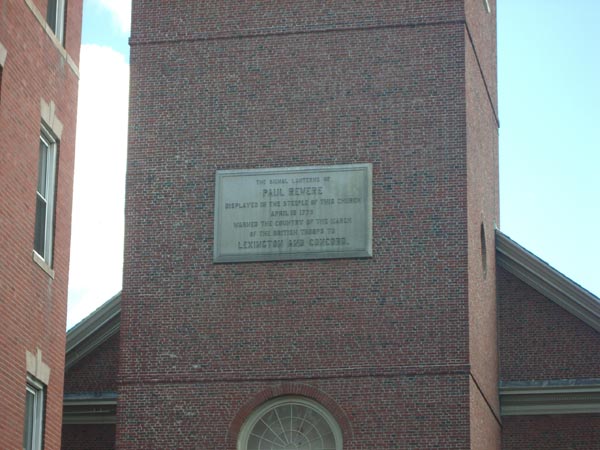 THE SIGNAL LANTERNS OF
PAUL REVERE
DISPLAYED IN THE STEEPLE OF THIS CHURCH
APRIL 18 1775
WARNED THE COUNTRY OF THE MARCH
OF THE BRITISH TROOPS TO
LEXINGTON AND CONCORD.